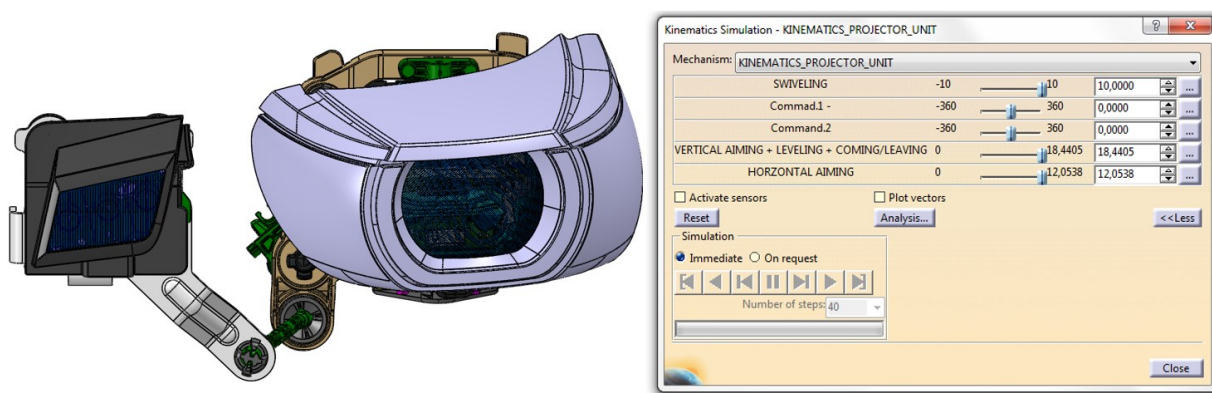 Kinematics Simulation - KINEMATICS_PROJECTOR_UNIT
Mechanism: KINEMATICS_PROJECTOR_UNIT
SWIVELING -10 10 10,0000 ...
Commad.1 - -360 360 0,0000 ...
Command.2 -360 360 0,0000 ...
VERTICAL AIMING + LEVELING + COMING/LEAVING 0 18,4405 18,4405 ...
HORZONTAL AIMING 0 12,0538 12,0538 ...
Activate sensors Plot vectors
Reset Analysis... <<Less
Simulation
Immediate On request
Number of steps: 40
Close